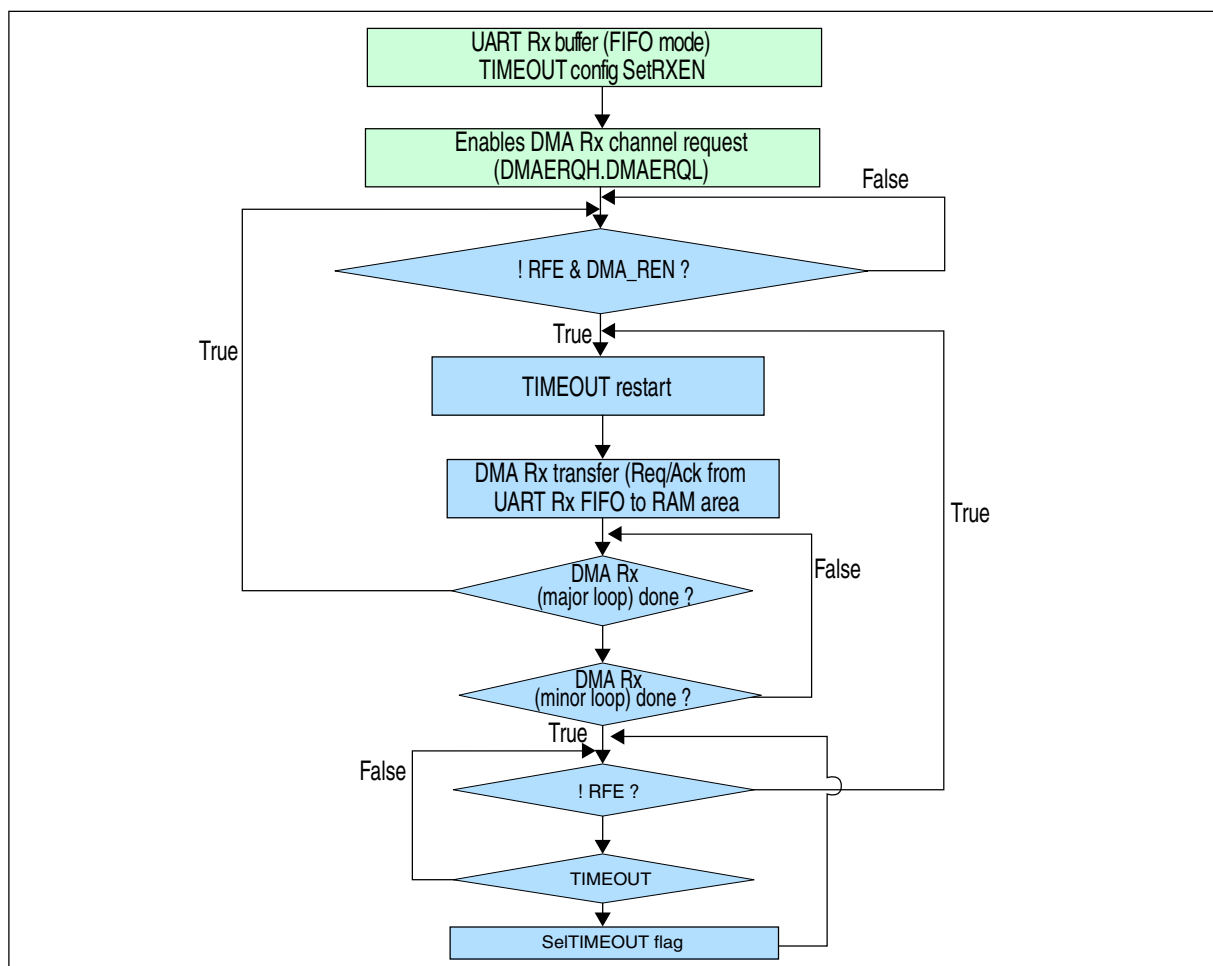 UART Rx buffer (FIFO mode)
TIMEOUT config SetRXEN
Enables DMA Rx channel request
(DMAERQH.DMAERQL)
False
! RFE & DMA_REN ?
True
True
TIMEOUT restart
DMA Rx transfer (Req/Ack from
UART Rx FIFO to RAM area
True
False
DMA Rx
(major loop) done ?
DMA Rx
(minor loop) done ?
True
False
! RFE ?
TIMEOUT
SelTIMEOUT flag